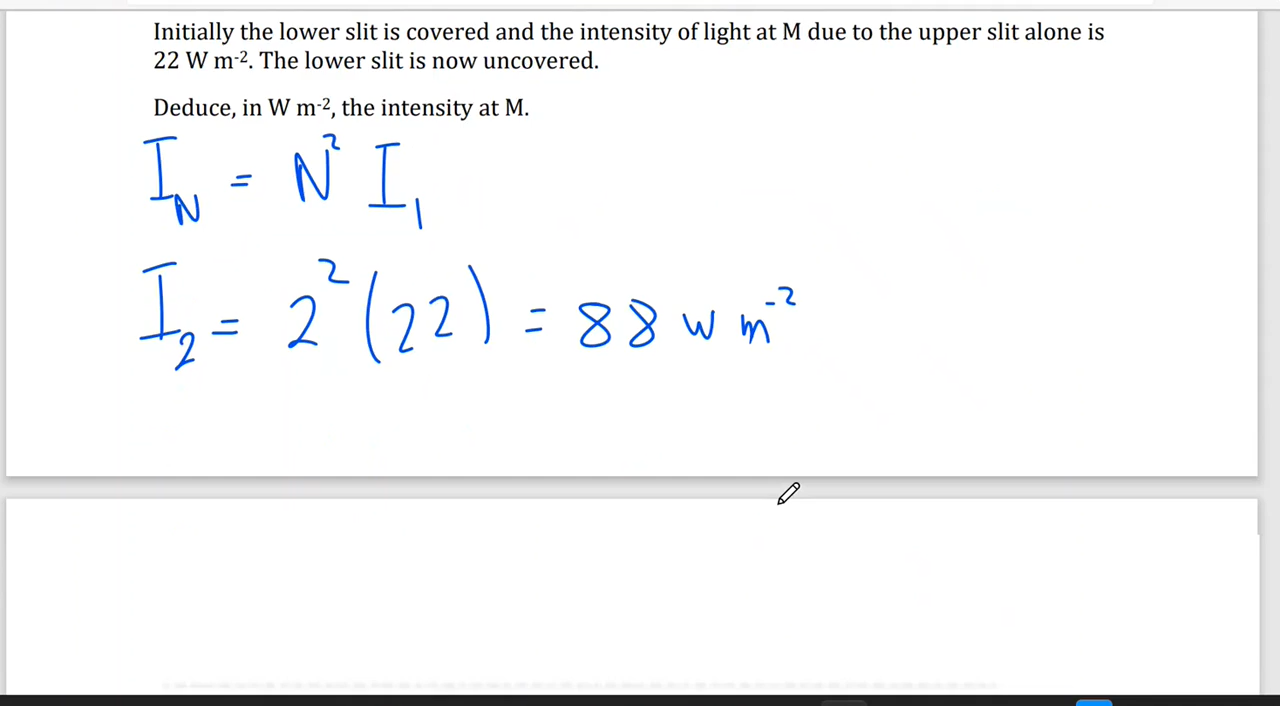 Initially the lower slit is covered and the intensity of light at M due to the upper slit alone is
22 W m⁻². The lower slit is now uncovered.
Deduce, in W m⁻², the intensity at M.
I_N = N² I₁
I₂ = 2² (22) = 88 W m⁻²